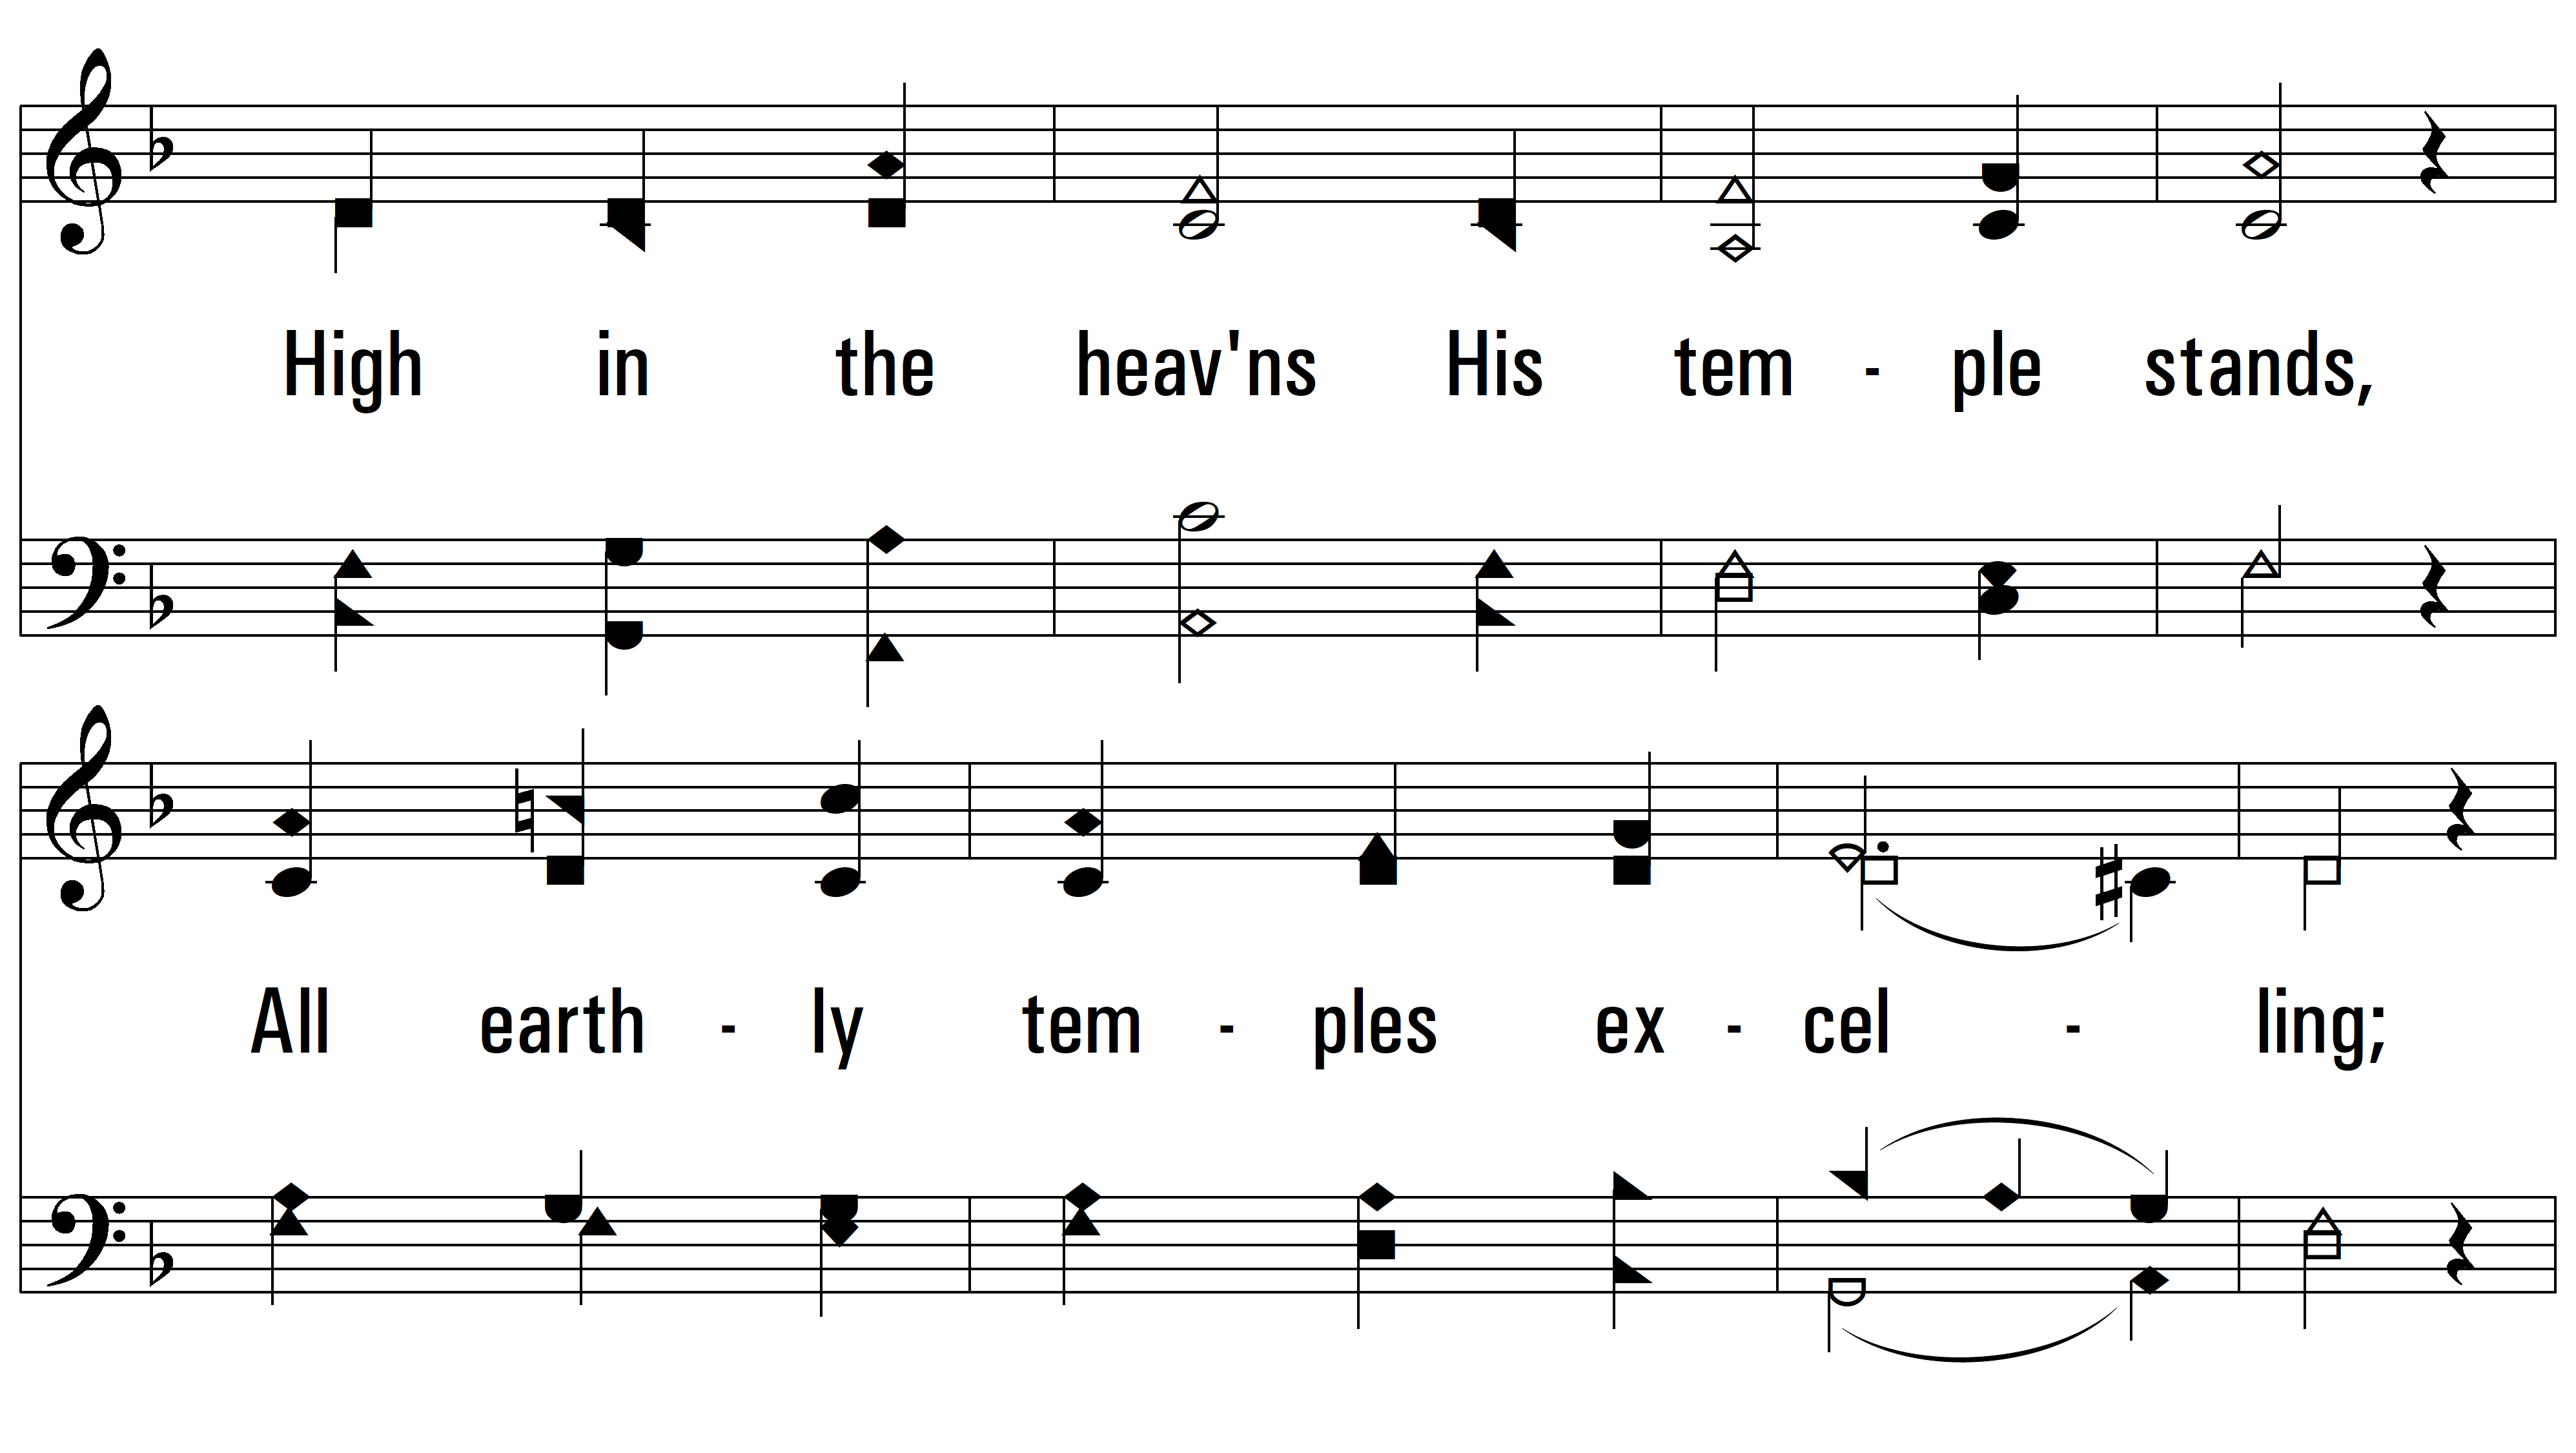 High in the heav'ns His tem - ple stands,
All earth - ly tem - ples ex - cel - ling;